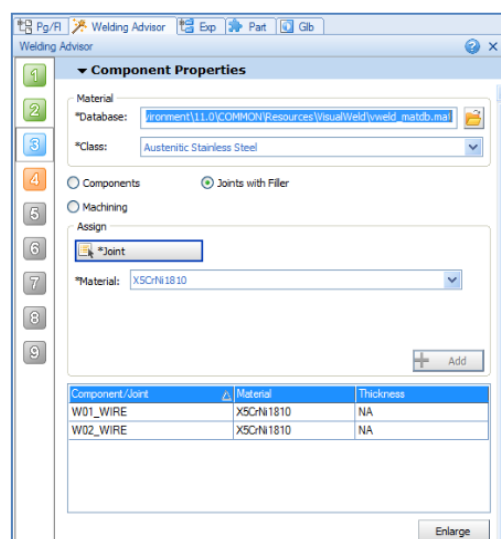 Pg/R Welding Advisor Exp Part Glb
Welding Advisor
1
Component Properties
2
Material
*Database: vironment\11.0\COMMON\Resources\VisualWeld\vweld_matdb.mat
3
*Class: Austenitic Stainless Steel
4
Components Joints with Filler
5
Machining
Assign
6
*Joint
7
*Material: X5CrNi1810
8
9
Add
Component/Joint Material Thickness
W01_WIRE X5CrNi1810 NA
W02_WIRE X5CrNi1810 NA
Enlarge